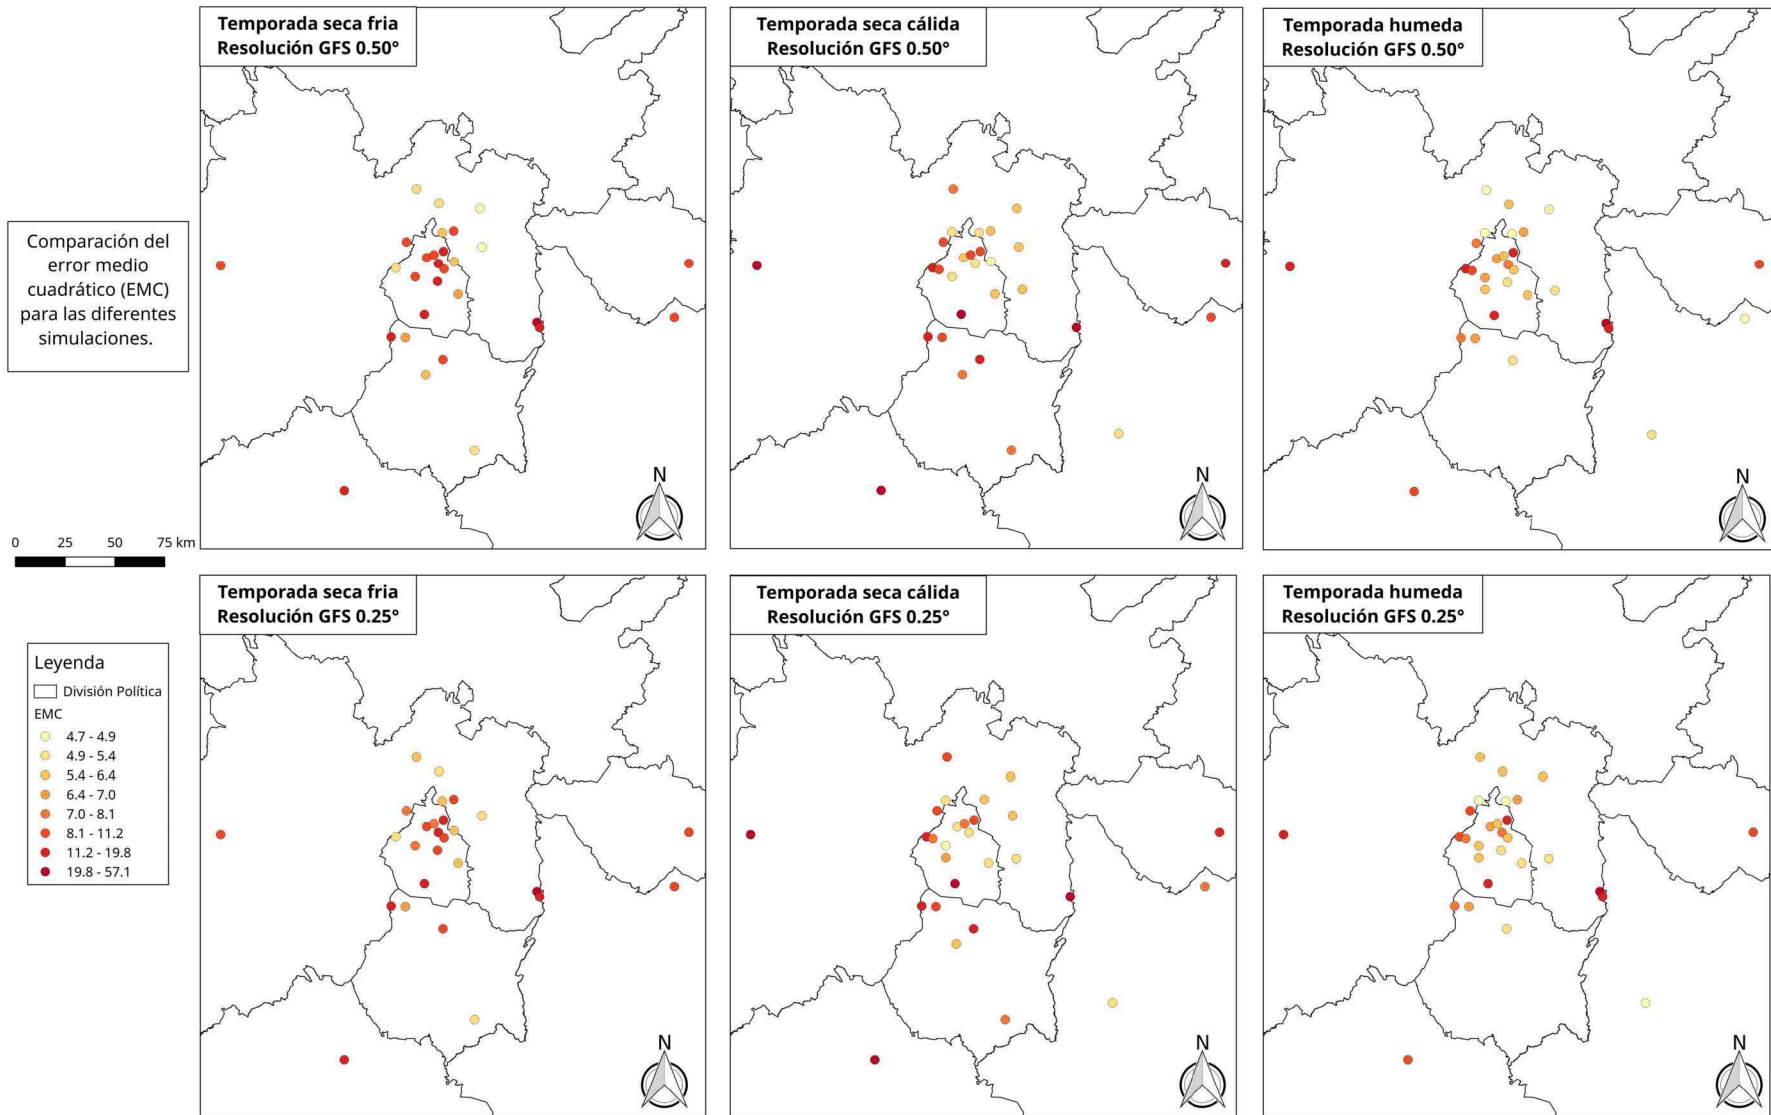 Temporada seca fria
Resolución GFS 0.50°
Temporada seca cálida
Resolución GFS 0.50°
Temporada humeda
Resolución GFS 0.50°
Comparación del
error medio
cuadrático (EMC)
para las diferentes
simulaciones.
N
N
N
0 25 50 75 km
Temporada seca fria
Resolución GFS 0.25°
Temporada seca cálida
Resolución GFS 0.25°
Temporada humeda
Resolución GFS 0.25°
Leyenda
División Política
EMC
4.7 - 4.9
4.9 - 5.4
5.4 - 6.4
6.4 - 7.0
7.0 - 8.1
8.1 - 11.2
11.2 - 19.8
19.8 - 57.1
N
N
N